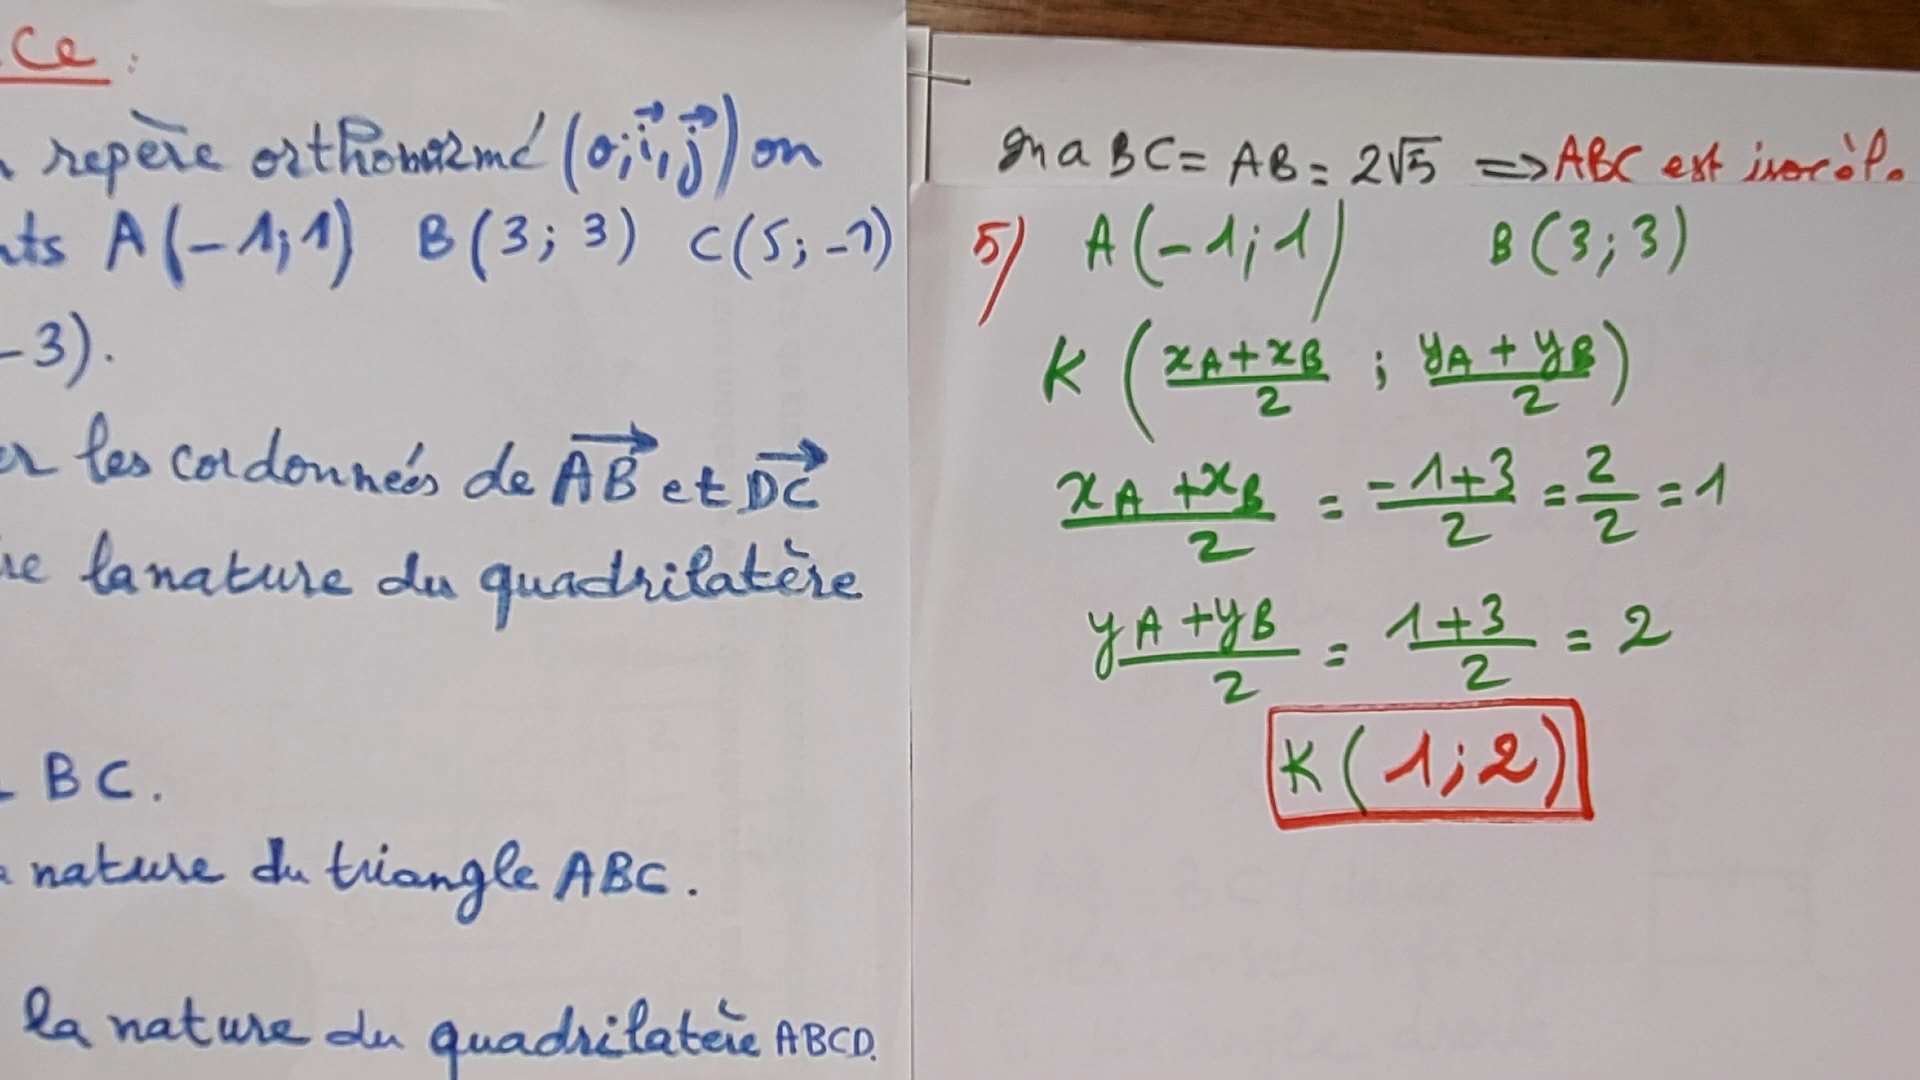 ce :
repère orthonormé (o; i, j) on
A(-1; 1) B(3; 3) C(5; -1)
-3).
les cordonnées de AB et DC
la nature du quadrilatère
BC.
nature du triangle ABC.
la nature du quadrilatère ABCD.
on a BC = AB = 2√5 ⟹ ABC est isocèl.
5) A(-1; 1) B(3; 3)
K ( xA + xB / 2 ; yA + yB / 2 )
xA + xB / 2 = -1+3 / 2 = 2 / 2 = 1
yA + yB / 2 = 1+3 / 2 = 2
K ( 1; 2 )